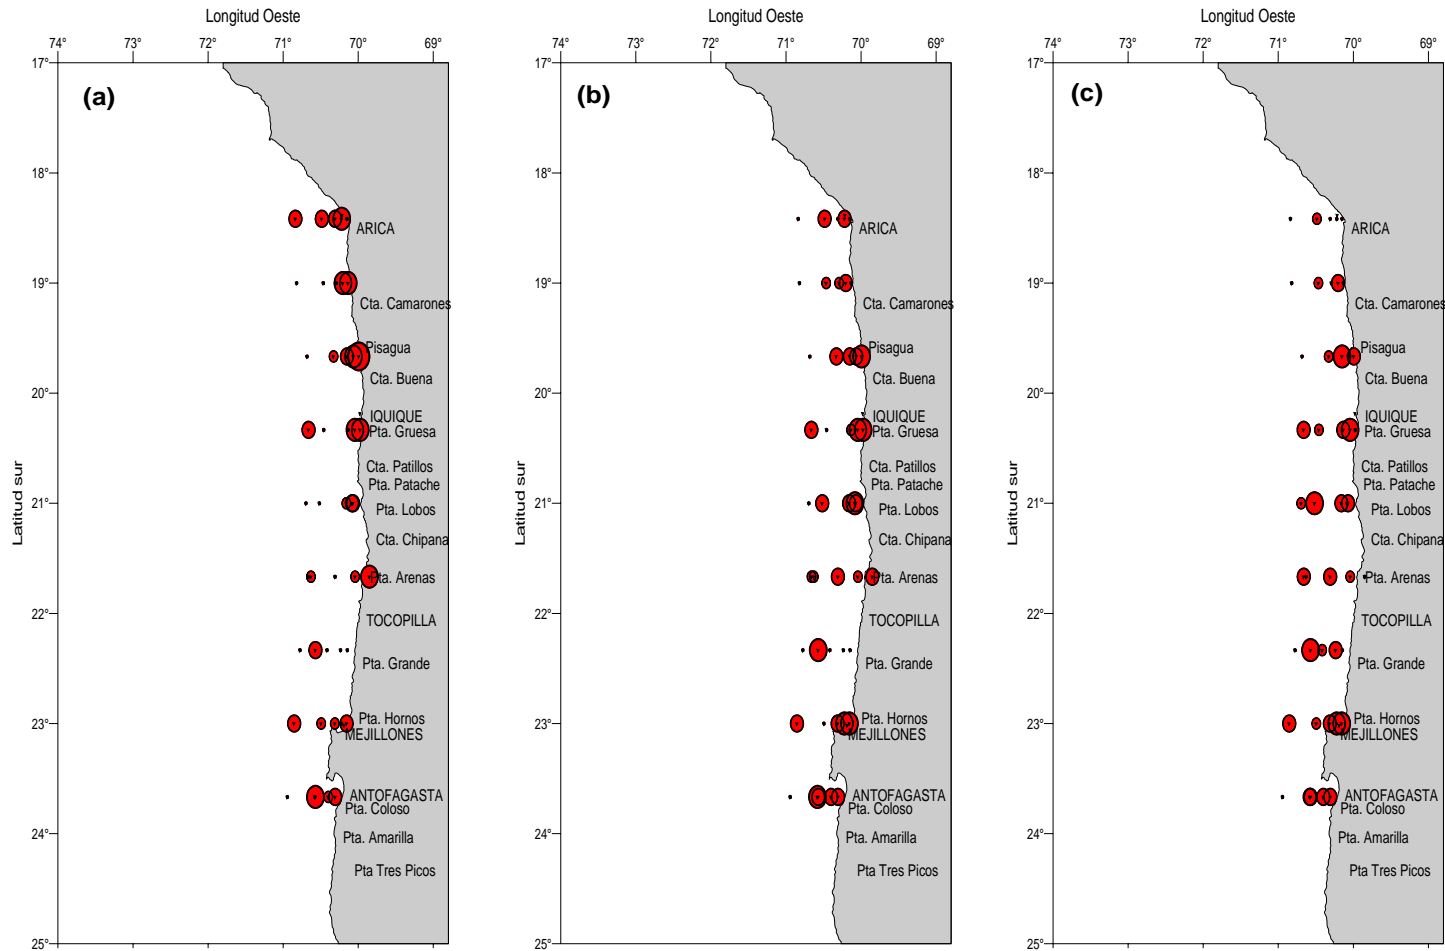 Longitud Oeste
74° 73° 72° 71° 70° 69°
17°
(a)
18°
ARICA
19°
Cta. Camarones
Pisagua
Cta. Buena
20°
IQUIQUE
Pta. Gruesa
Cta. Patillos
Pta. Patache
21°
Pta. Lobos
Cta. Chipana
Pta. Arenas
22°
TOCOPILLA
Pta. Grande
Pta. Hornos
23°
MEJILLONES
ANTOFAGASTA
Pta. Coloso
24°
Pta. Amarilla
Pta Tres Picos
25°
Latitud sur
Longitud Oeste
74° 73° 72° 71° 70° 69°
17°
(b)
18°
ARICA
19°
Cta. Camarones
Pisagua
Cta. Buena
20°
IQUIQUE
Pta. Gruesa
Cta. Patillos
Pta. Patache
21°
Pta. Lobos
Cta. Chipana
Pta. Arenas
22°
TOCOPILLA
Pta. Grande
Pta. Hornos
23°
MEJILLONES
ANTOFAGASTA
Pta. Coloso
24°
Pta. Amarilla
Pta Tres Picos
25°
Latitud sur
Longitud Oeste
74° 73° 72° 71° 70° 69°
17°
(c)
18°
ARICA
19°
Cta. Camarones
Pisagua
Cta. Buena
20°
IQUIQUE
Pta. Gruesa
Cta. Patillos
Pta. Patache
21°
Pta. Lobos
Cta. Chipana
Pta. Arenas
22°
TOCOPILLA
Pta. Grande
Pta. Hornos
23°
MEJILLONES
ANTOFAGASTA
Pta. Coloso
24°
Pta. Amarilla
Pta Tres Picos
25°
Latitud sur